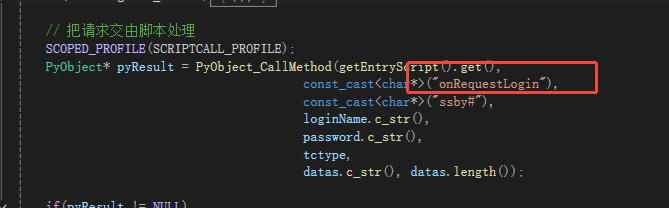 // 把请求交由脚本处理
SCOPED_PROFILE(SCRIPTCALL_PROFILE);
PyObject* pyResult = PyObject_CallMethod(getEntryScript().get(),
const_cast<char*>("onRequestLogin"),
const_cast<char*>("ssby#"),
loginName.c_str(),
password.c_str(),
tctype,
datas.c_str(), datas.length());
if(pyResult != NULL)